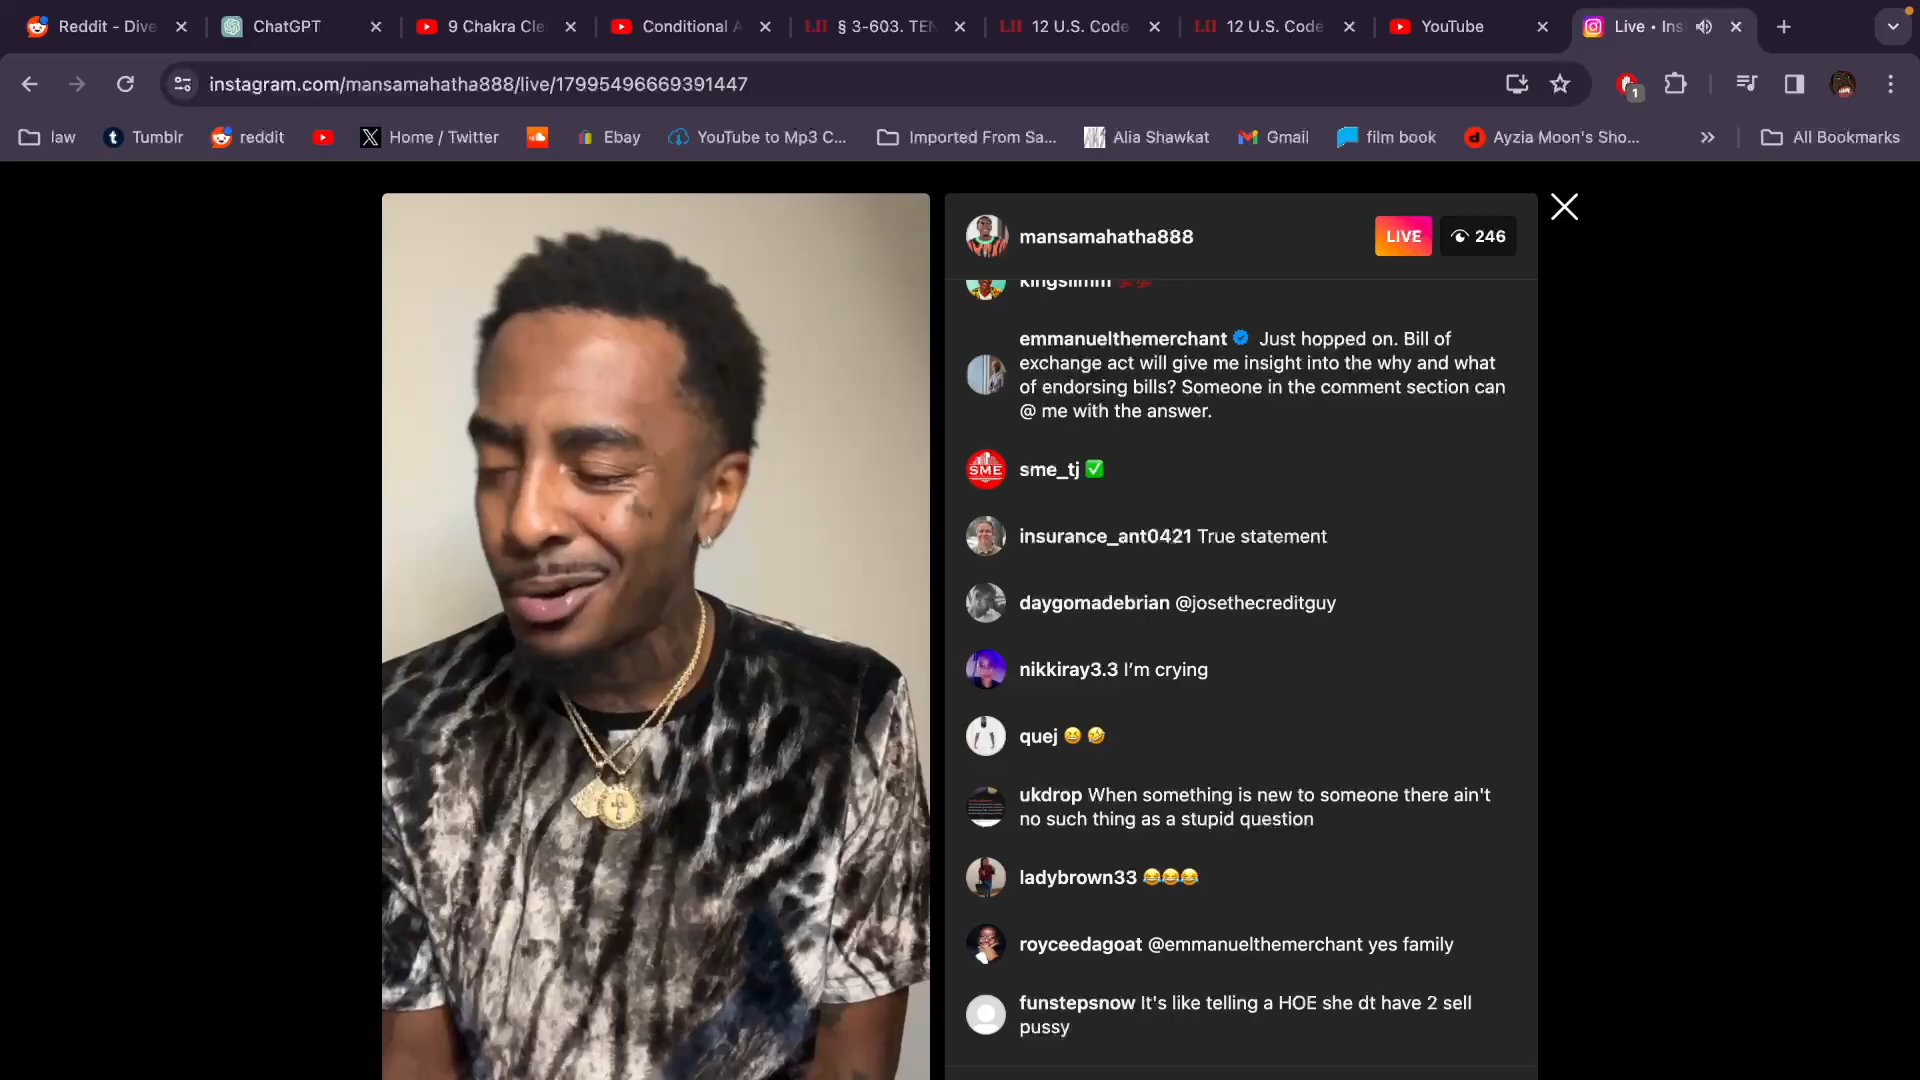 Reddit - Dive
ChatGPT
9 Chakra Cle
Conditional A
LII § 3-603. TEN
LII 12 U.S. Code
LII 12 U.S. Code
YouTube
Live • Ins
instagram.com/mansamahatha888/live/17995496669391447
1
law
Tumblr
reddit
Home / Twitter
Ebay
YouTube to Mp3 C...
Imported From Sa...
Alia Shawkat
Gmail
film book
Ayzia Moon's Sho...
All Bookmarks
mansamahatha888
LIVE
246
kingslimm
emmanuelthemerchant Just hopped on. Bill of
exchange act will give me insight into the why and what
of endorsing bills? Someone in the comment section can
@ me with the answer.
SME
sme_tj ✅
insurance_ant0421 True statement
daygomadebrian @josethecreditguy
nikkiray3.3 I’m crying
quej 😆 🤣
ukdrop When something is new to someone there ain't
no such thing as a stupid question
ladybrown33 😂😂😂
royceedagoat @emmanuelthemerchant yes family
funstepsnow It's like telling a HOE she dt have 2 sell
pussy